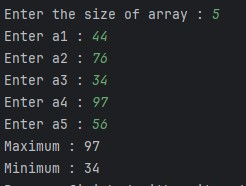 Enter the size of array : 5
Enter a1 : 44
Enter a2 : 76
Enter a3 : 34
Enter a4 : 97
Enter a5 : 56
Maximum : 97
Minimum : 34